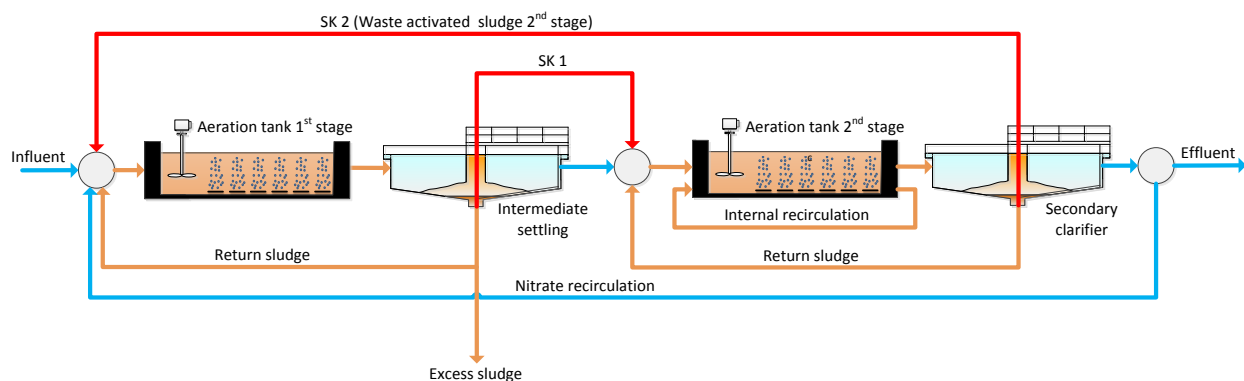 SK 2 (Waste activated sludge 2nd stage)
SK 1
Aeration tank 1st stage
Aeration tank 2nd stage
G
Influent
Effluent
Intermediate
settling
Internal recirculation
Secondary
clarifier
Return sludge
Return sludge
Nitrate recirculation
Excess sludge